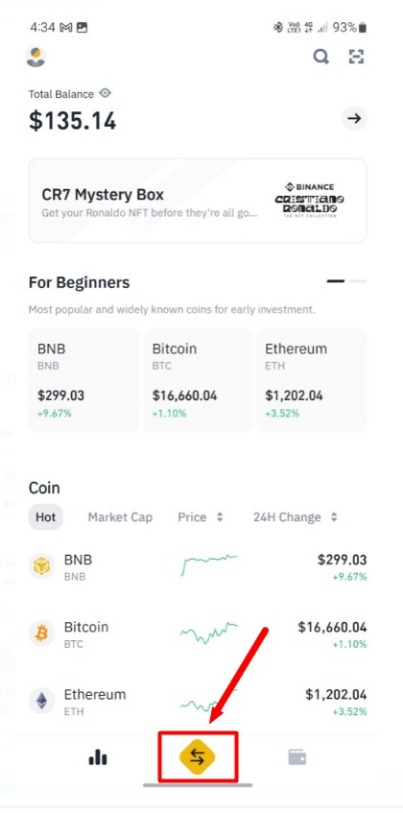 4:34
93%
Total Balance
$135.14
CR7 Mystery Box
Get your Ronaldo NFT before they're all go...
BINANCE
CRISTIANO
RONALDO
THE NFT COLLECTION
For Beginners
Most popular and widely known coins for early investment.
BNB Bitcoin Ethereum
BNB BTC ETH
$299.03 $16,660.04 $1,202.04
+9.67% +1.10% +3.52%
Coin
Hot Market Cap Price 24H Change
BNB $299.03
BNB +9.67%
Bitcoin $16,660.04
BTC +1.10%
Ethereum $1,202.04
ETH +3.52%